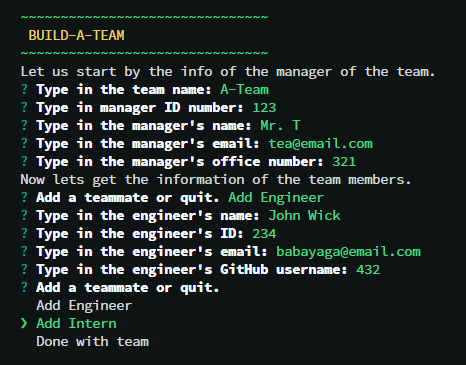 ~~~~~~~~~~~~~~~~~~~~~~~~~~~~~~~
BUILD-A-TEAM
~~~~~~~~~~~~~~~~~~~~~~~~~~~~~~~
Let us start by the info of the manager of the team.
? Type in the team name: A-Team
? Type in manager ID number: 123
? Type in the manager's name: Mr. T
? Type in the manager's email: tea@email.com
? Type in the manager's office number: 321
Now lets get the information of the team members.
? Add a teammate or quit. Add Engineer
? Type in the engineer's name: John Wick
? Type in the engineer's ID: 234
? Type in the engineer's email: babayaga@email.com
? Type in the engineer's GitHub username: 432
? Add a teammate or quit.
Add Engineer
❯ Add Intern
Done with team